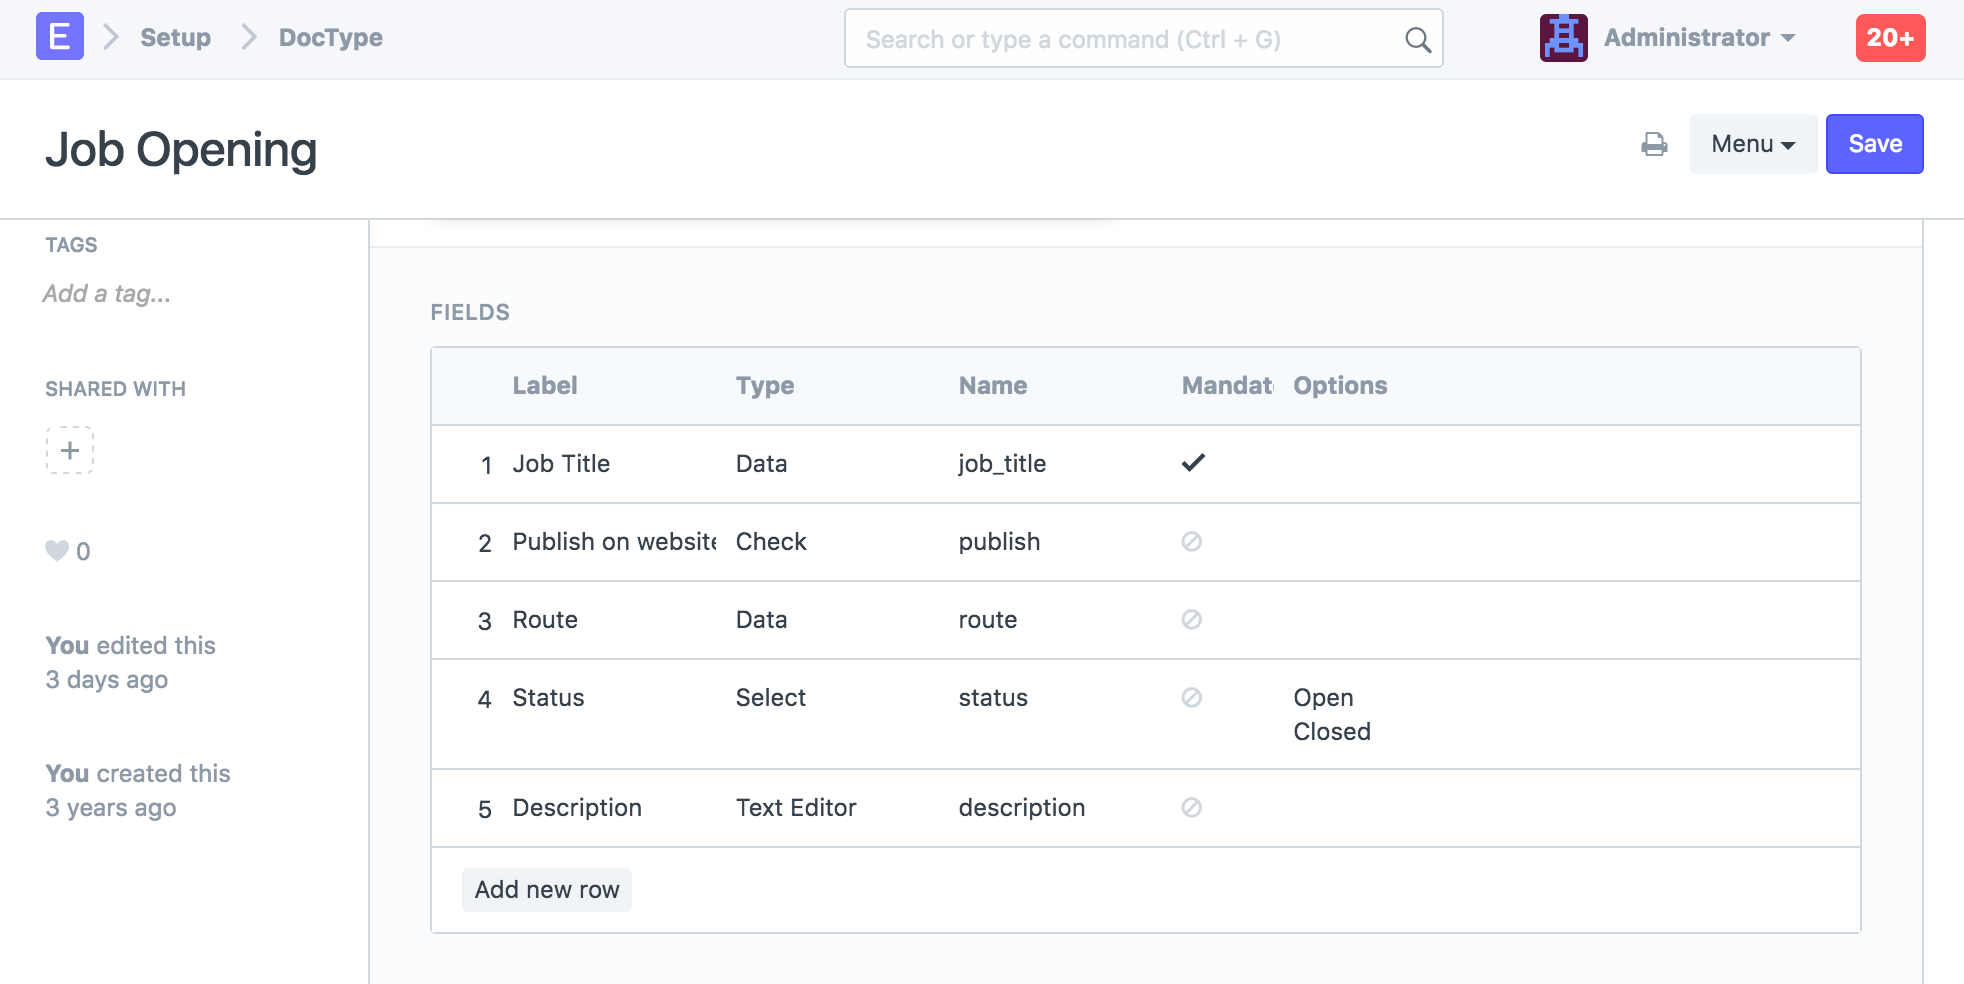 E Setup DocType Search or type a command (Ctrl + G) Administrator 20+
Job Opening Menu Save
TAGS
Add a tag...
SHARED WITH
+
0
You edited this
3 days ago
You created this
3 years ago
FIELDS
Label Type Name Mandat Options
1 Job Title Data job_title
2 Publish on website Check publish
3 Route Data route
4 Status Select status Open
Closed
5 Description Text Editor description
Add new row